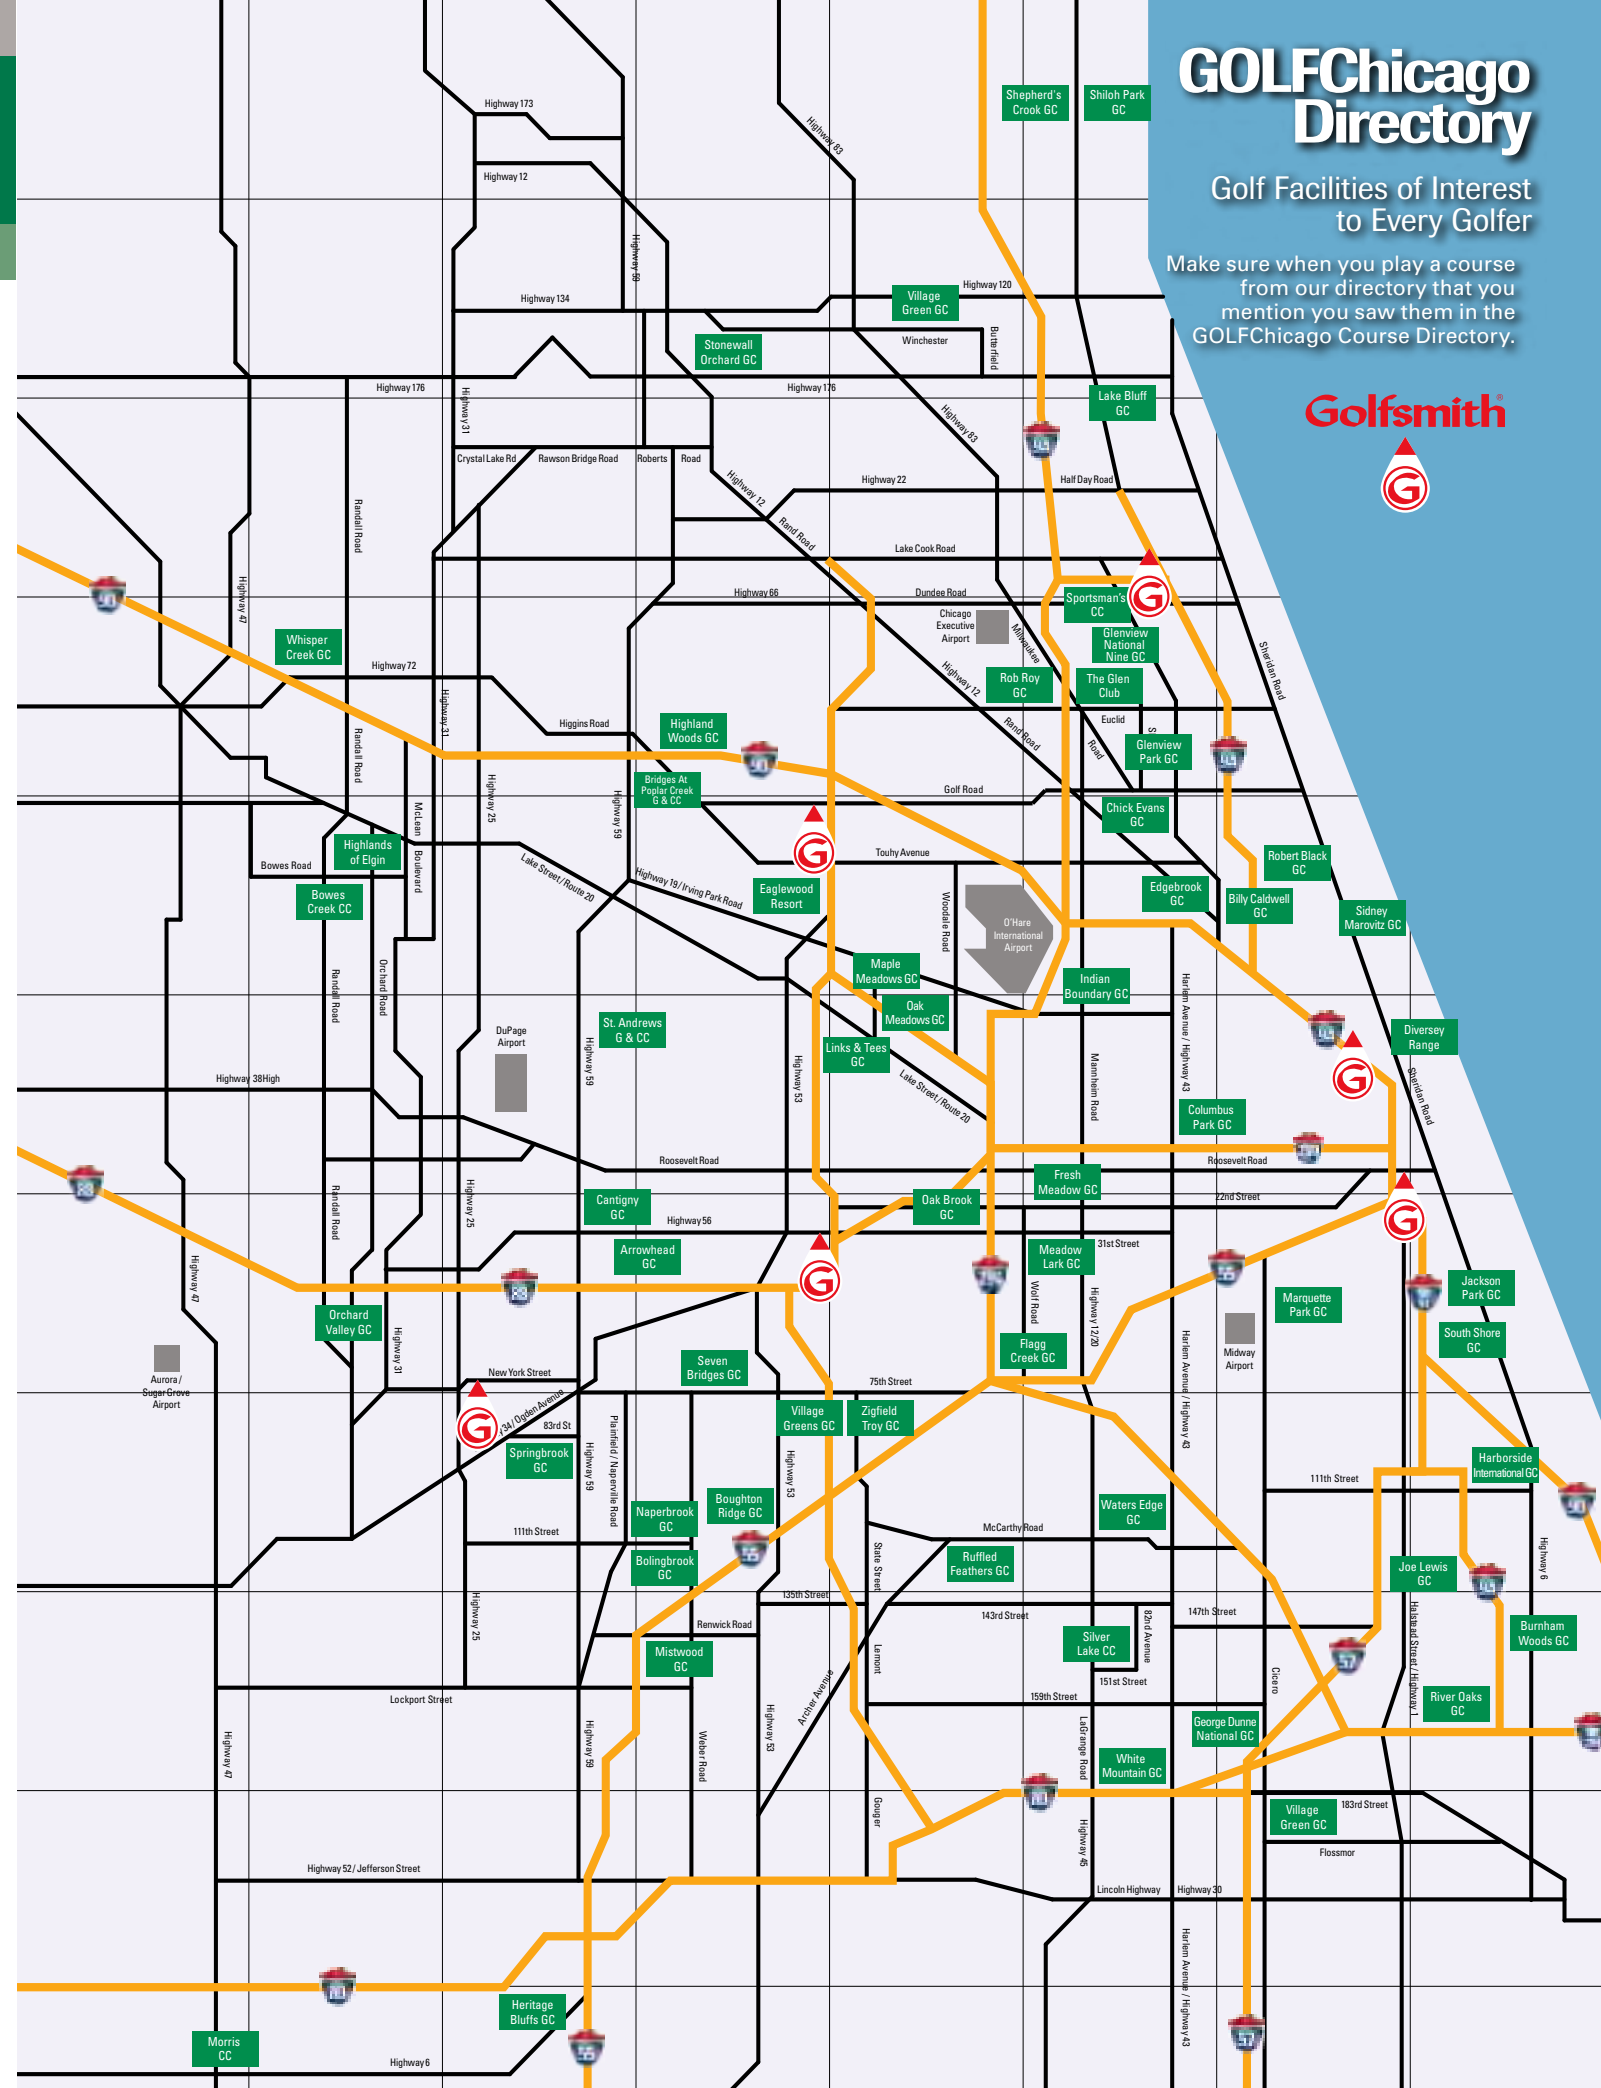 GOLFChicago
Directory
Golf Facilities of Interest
to Every Golfer
Make sure when you play a course
from our directory that you
mention you saw them in the
GOLFChicago Course Directory.
Golfsmith®
G
Shepherd's
Crook GC
Shiloh Park
GC
Highway 173
Highway 83
Highway 12
Highway 59
Highway 134
Village
Green GC
Highway 120
Stonewall
Orchard GC
Winchester
Butterfield
Highway 176
Highway 176
Highway 31
Lake Bluff
GC
Highway 83
Crystal Lake Rd
Rawson Bridge Road
Roberts
Road
Highway 12
Highway 22
Half Day Road
Randall Road
Rand Road
Lake Cook Road
90
Highway 47
Highway 66
Dundee Road
Sportsman's
CC
G
Chicago
Executive
Airport
Milwaukee
Glenview
National
Nine GC
Whisper
Creek GC
Highway 72
Highway 12
Rob Roy
GC
The Glen
Club
Sheridan Road
Highway 31
Higgins Road
Highland
Woods GC
Rand Road
Euclid
Road
S
Glenview
Park GC
Randall Road
90
Bridges At
Poplar Creek
G & CC
Golf Road
Highway 25
Highway 59
McLean
Boulevard
Chick Evans
GC
G
Highlands
of Elgin
Bowes Road
Touhy Avenue
Robert Black
GC
Lake Street / Route 20
Highway 19 / Irving Park Road
Eaglewood
Resort
Bowes
Creek CC
Woodale Road
O'Hare
International
Airport
Edgebrook
GC
Billy Caldwell
GC
Sidney
Marovitz GC
Randall Road
Orchard Road
Maple
Meadows GC
Indian
Boundary GC
Oak
Meadows GC
Harlem Avenue / Highway 43
DuPage
Airport
St. Andrews
G & CC
Links & Tees
GC
Diversey
Range
Highway 59
Highway 53
Lake Street / Route 20
Mannheim Road
G
Sheridan Road
Highway 38High
Columbus
Park GC
Roosevelt Road
Roosevelt Road
88
Randall Road
Highway 25
Cantigny
GC
Oak Brook
GC
Fresh
Meadow GC
22nd Street
Highway 56
G
Highway 47
Arrowhead
GC
G
Meadow
Lark GC
31st Street
55
88
Wolf Road
Highway 12/20
Marquette
Park GC
Jackson
Park GC
Orchard
Valley GC
Highway 31
Flagg
Creek GC
Harlem Avenue / Highway 43
Midway
Airport
South Shore
GC
Aurora /
Sugar Grove
Airport
New York Street
Seven
Bridges GC
75th Street
G
/34 / Ogden Avenue
83rd St
Village
Greens GC
Zigfield
Troy GC
Springbrook
GC
Highway 59
Plainfield / Naperville Road
Highway 53
Harborside
International GC
111th Street
Naperbrook
GC
Boughton
Ridge GC
Waters Edge
GC
111th Street
55
McCarthy Road
Bolingbrook
GC
State Street
Ruffled
Feathers GC
Joe Lewis
GC
Highway 6
Highway 25
135th Street
143rd Street
82nd Avenue
147th Street
Halstead Street / Highway 1
Renwick Road
Burnham
Woods GC
Mistwood
GC
Lemont
Silver
Lake CC
57
151st Street
Cicero
Archer Avenue
Lockport Street
159th Street
River Oaks
GC
Highway 47
Highway 59
Weber Road
Highway 53
LaGrange Road
George Dunne
National GC
White
Mountain GC
Gouger
Village
Green GC
183rd Street
Highway 45
Flossmor
Highway 52 / Jefferson Street
Lincoln Highway
Highway 30
Harlem Avenue / Highway 43
Heritage
Bluffs GC
57
Morris
CC
55
Highway 6